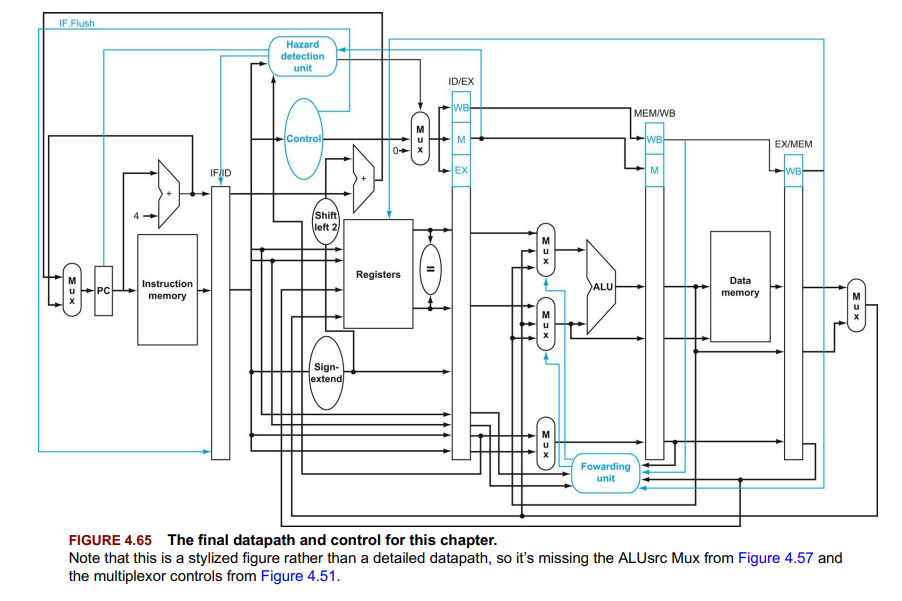 IF.Flush
Hazard
detection
unit
ID/EX
WB
MEM/WB
Control
M
u
x
M
WB
EX/MEM
0
EX
M
WB
+
IF/ID
+
4
Shift
left 2
M
u
x
PC
Instruction
memory
Registers
=
M
u
x
ALU
Data
memory
M
u
x
M
u
x
Sign-
extend
M
u
x
Fowarding
unit
FIGURE 4.65 The final datapath and control for this chapter.
Note that this is a stylized figure rather than a detailed datapath, so it's missing the ALUsrc Mux from Figure 4.57 and
the multiplexor controls from Figure 4.51.